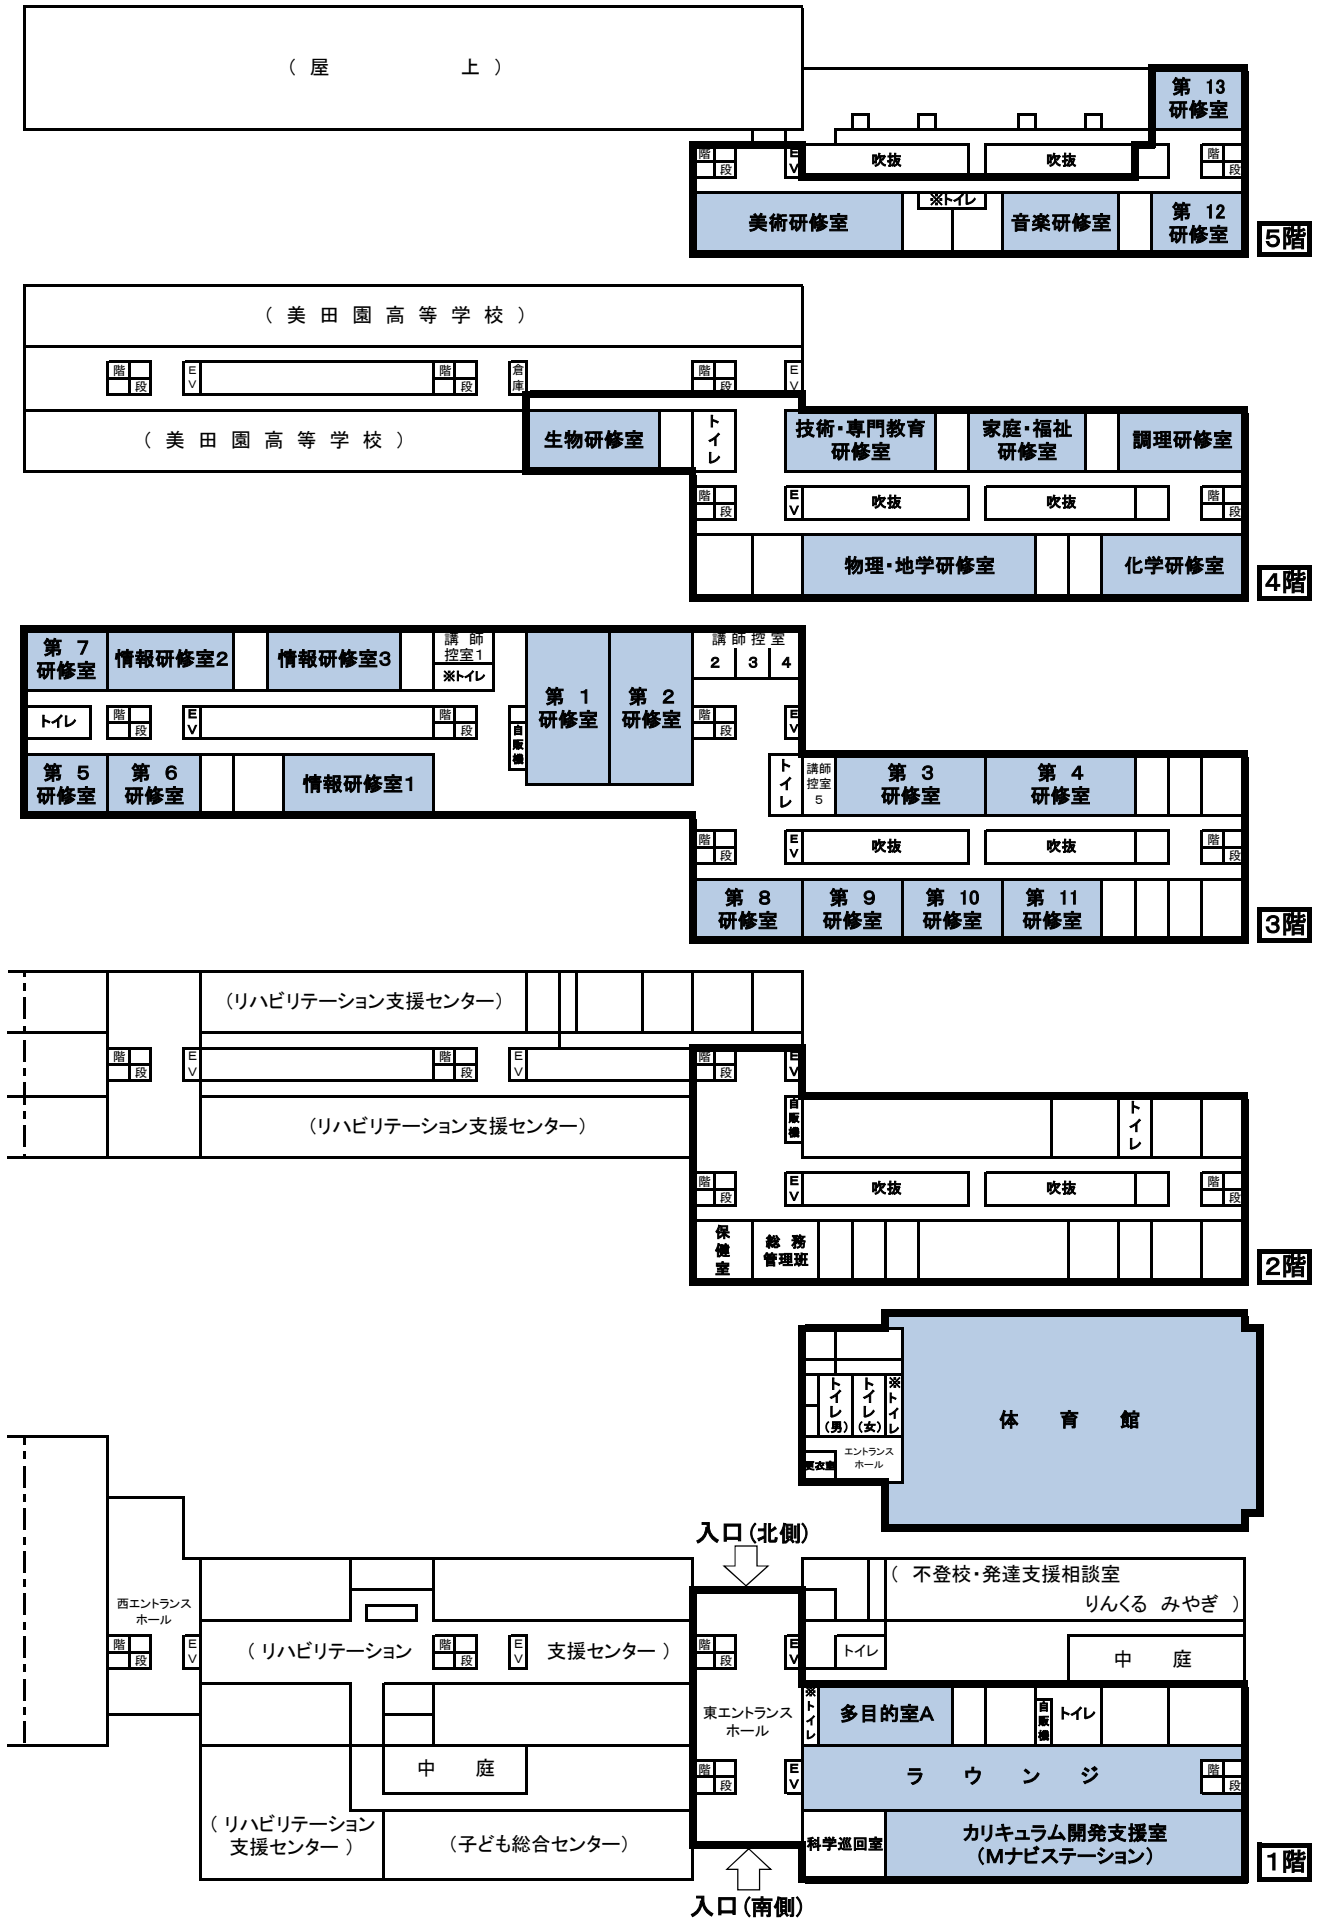 （ 屋 上 ）
第 13
研修室
階
段
EV
吹抜
吹抜
階
段
美術研修室
※トイレ
音楽研修室
第 12
研修室
5階
（ 美 田 園 高 等 学 校 ）
階
段
EV
階
段
倉庫
階
段
EV
（ 美 田 園 高 等 学 校 ）
生物研修室
トイレ
技術・専門教育
研修室
家庭・福祉
研修室
調理研修室
階
段
EV
吹抜
吹抜
階
段
物理・地学研修室
化学研修室
4階
第 7
研修室
情報研修室2
情報研修室3
講 師
控室1
※トイレ
第 1
研修室
第 2
研修室
講 師 控 室
2
3
4
トイレ
階
段
EV
階
段
自販機
階
段
EV
第 5
研修室
第 6
研修室
情報研修室1
トイレ
講師
控室
5
第 3
研修室
第 4
研修室
階
段
EV
吹抜
吹抜
階
段
第 8
研修室
第 9
研修室
第 10
研修室
第 11
研修室
3階
（リハビリテーション支援センター）
階
段
EV
階
段
EV
階
段
EV
（リハビリテーション支援センター）
自販機
トイレ
階
段
EV
吹抜
吹抜
階
段
保健室
総 務
管理班
2階
トイレ（男）
トイレ（女）
※トイレ
体 育 館
更衣室
エントランス
ホール
入口（北側）
（ 不登校・発達支援相談室
りんくる みやぎ ）
西エントランス
ホール
階
段
EV
（ リハビリテーション
階
段
EV
支援センター ）
階
段
EV
トイレ
中 庭
東エントランス
ホール
※トイレ
多目的室A
自販機
トイレ
中 庭
階
段
EV
ラ ウ ン ジ
階
段
（ リハビリテーション
支援センター ）
（子ども総合センター）
科学巡回室
カリキュラム開発支援室
（Mナビステーション）
1階
入口（南側）